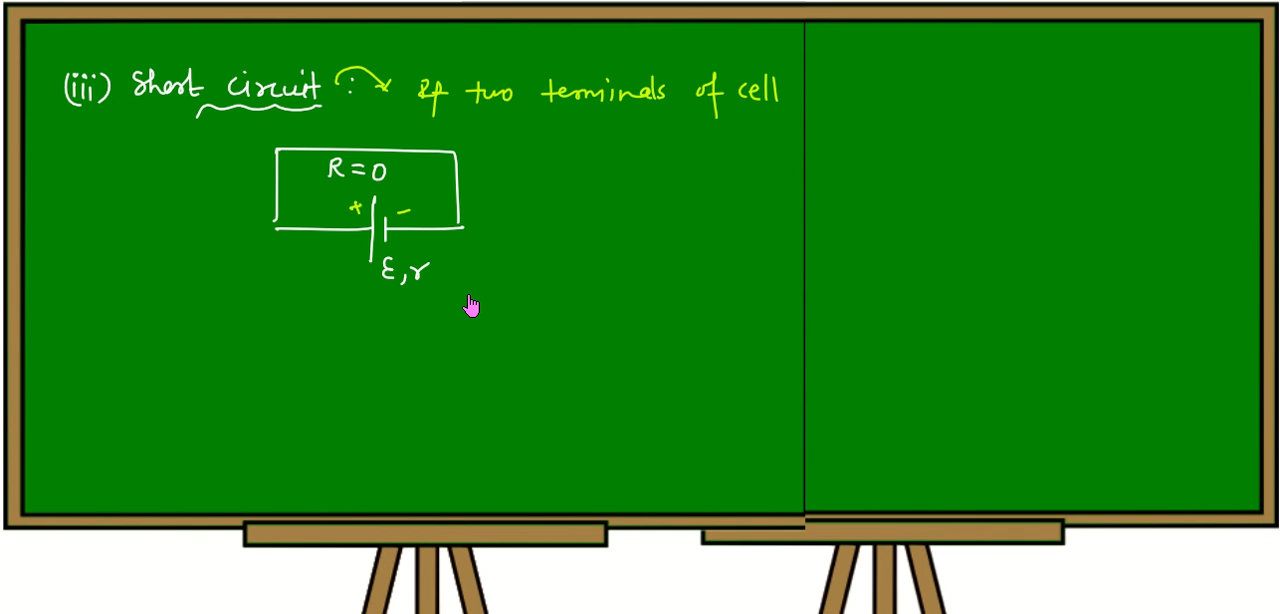 (iii) Short circuit : → If two terminals of cell
R = 0
+ −
ε, r